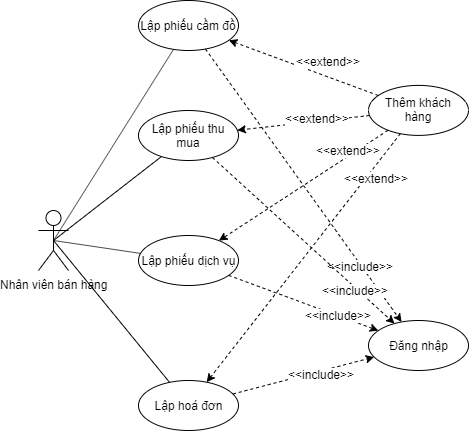 Lập phiếu cầm đồ
<<extend>>
Thêm khách
hàng
<<extend>>
Lập phiếu thu
mua
<<extend>>
<<extend>>
Lập phiếu dịch vụ
<<include>>
Nhân viên bán hàng
<<include>>
<<include>>
Đăng nhập
<<include>>
Lập hoá đơn